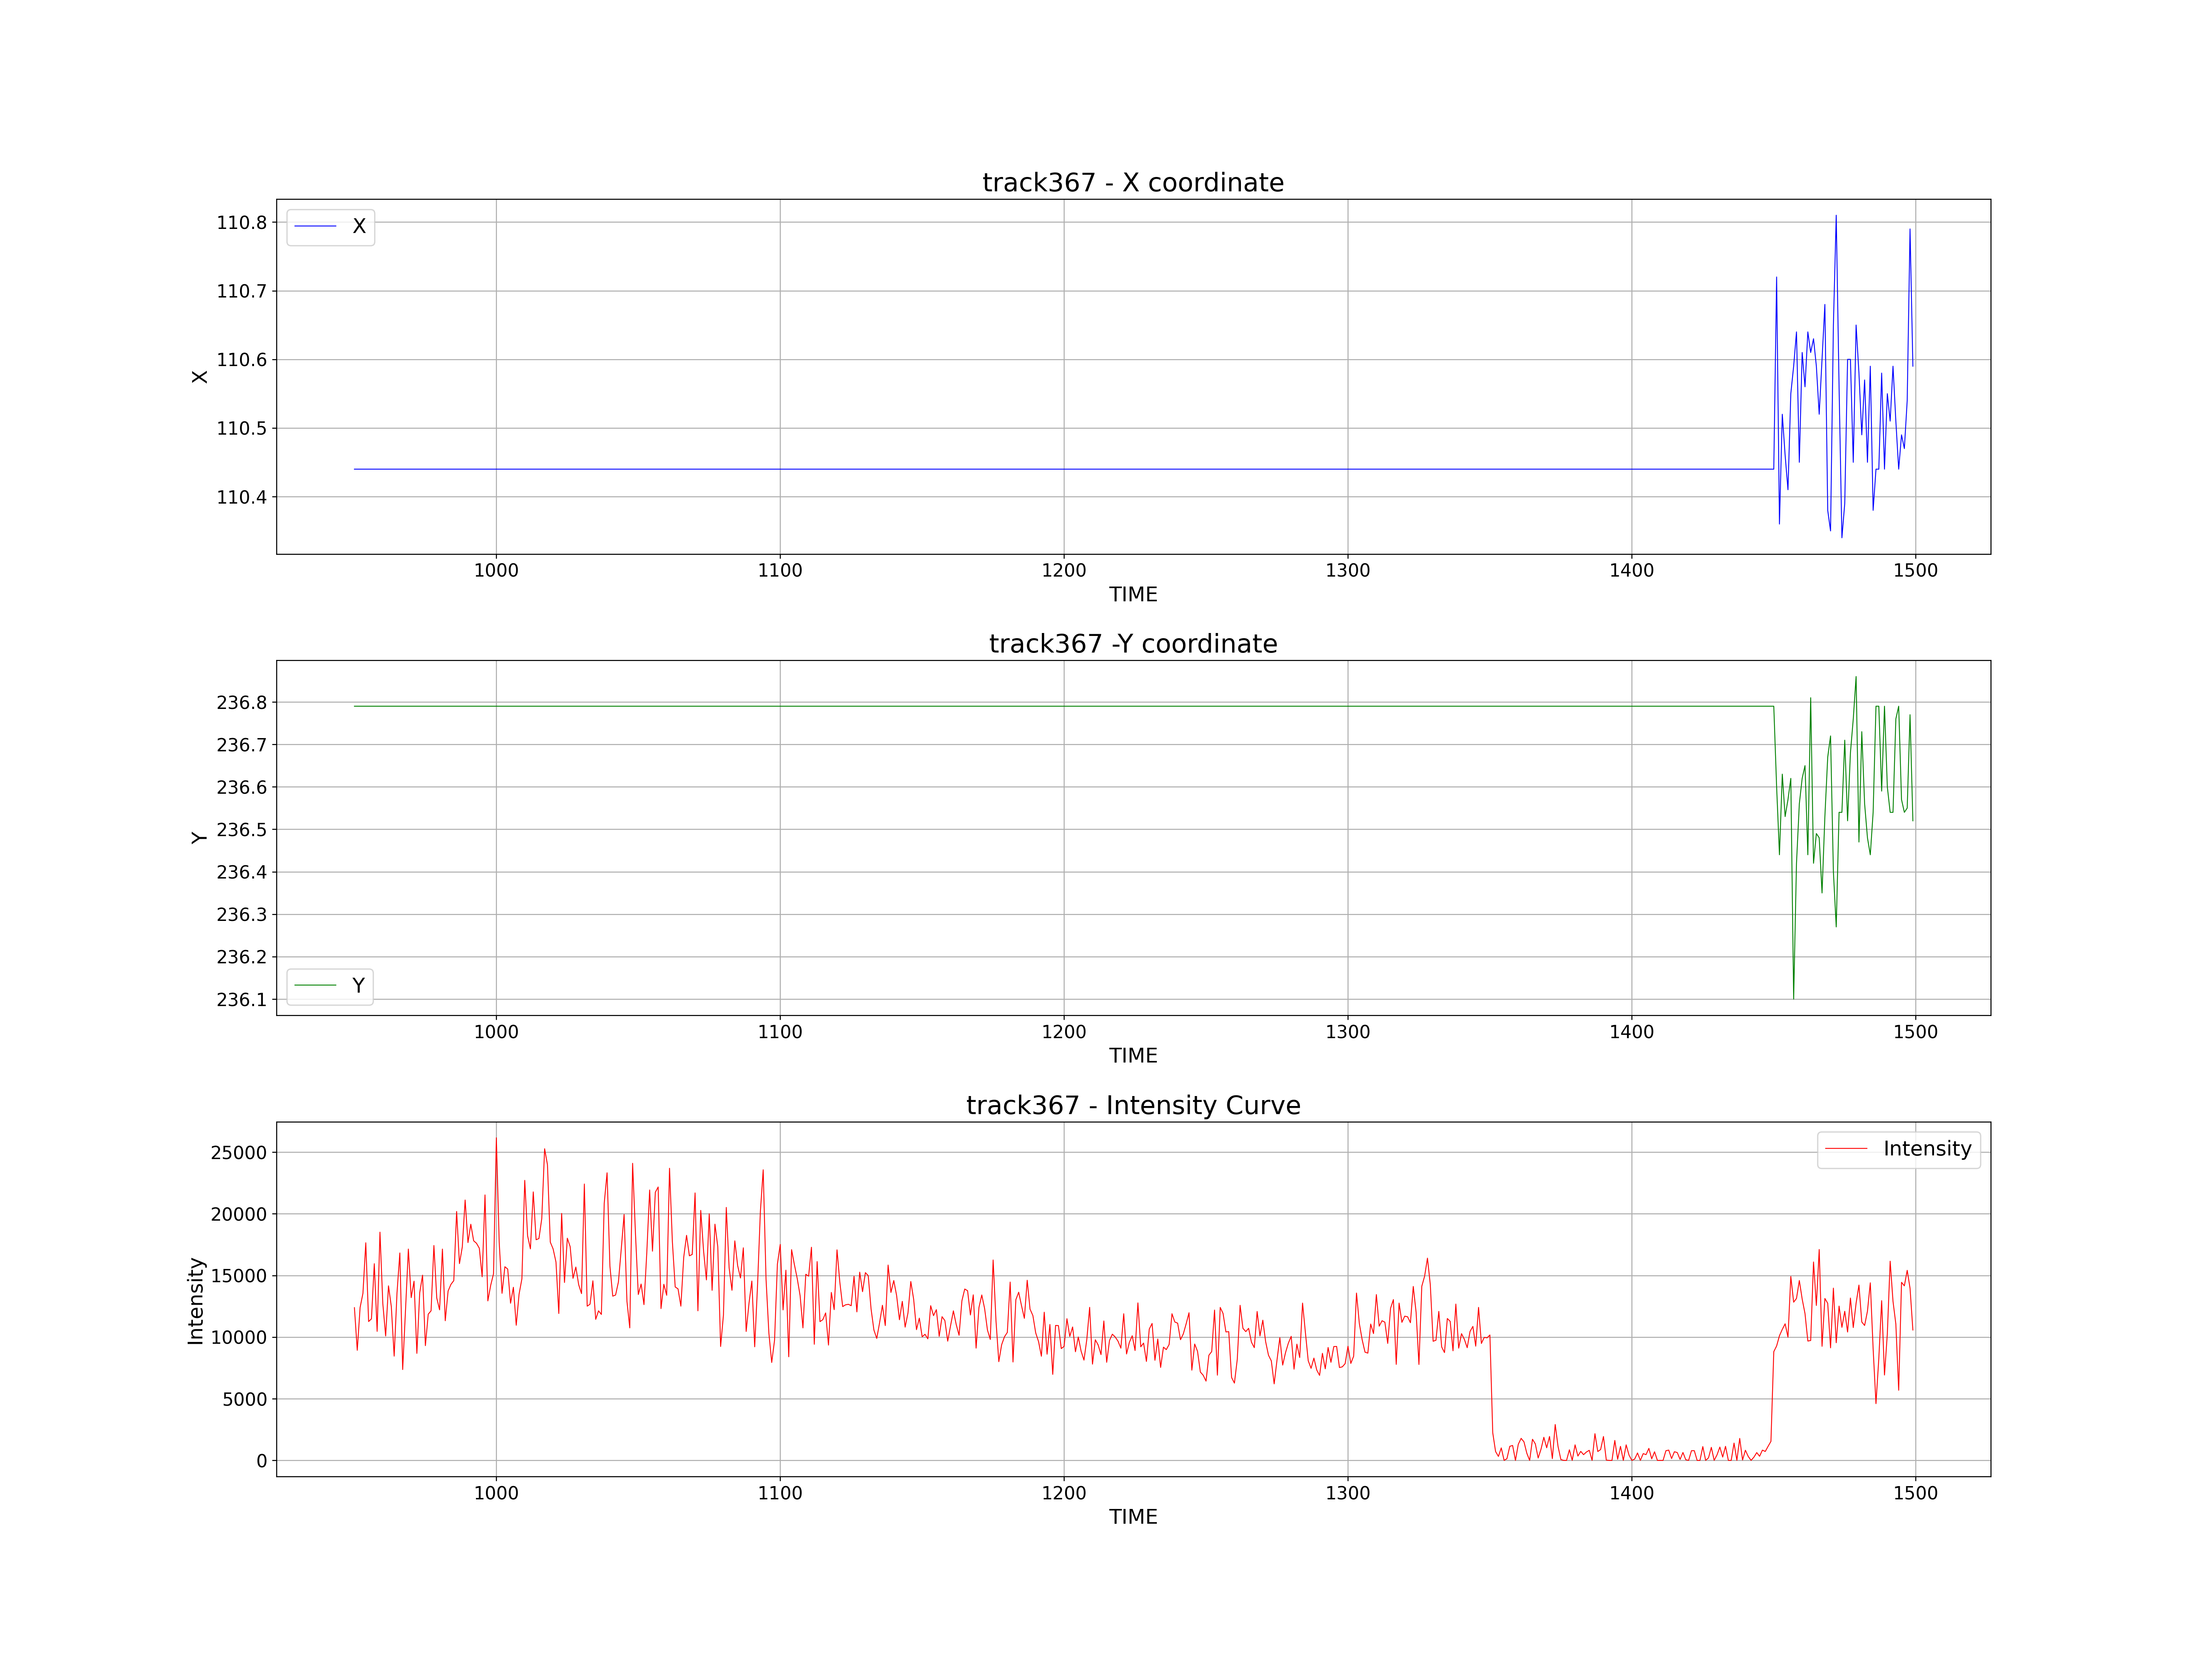 track367 - X coordinate
X
110.8
110.7
110.6
110.5
110.4
X
1000 1100 1200 1300 1400 1500
TIME
track367 -Y coordinate
236.8
236.7
236.6
236.5
236.4
236.3
236.2
236.1
Y
Y
1000 1100 1200 1300 1400 1500
TIME
track367 - Intensity Curve
Intensity
25000
20000
15000
10000
5000
0
Intensity
1000 1100 1200 1300 1400 1500
TIME